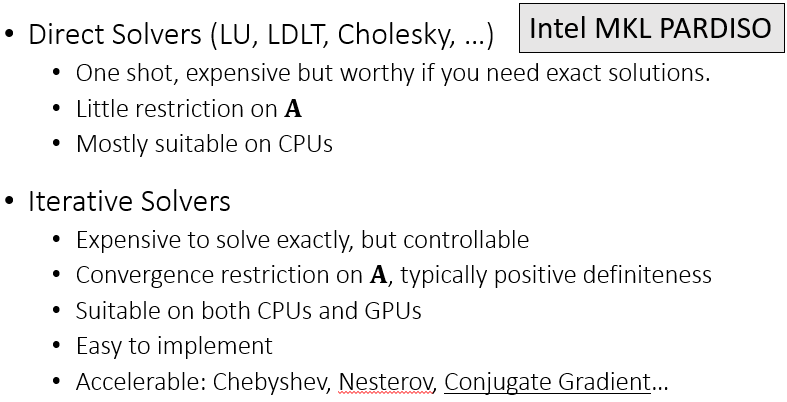 • Direct Solvers (LU, LDLT, Cholesky, …)
Intel MKL PARDISO
• One shot, expensive but worthy if you need exact solutions.
• Little restriction on A
• Mostly suitable on CPUs
• Iterative Solvers
• Expensive to solve exactly, but controllable
• Convergence restriction on A, typically positive definiteness
• Suitable on both CPUs and GPUs
• Easy to implement
• Accelerable: Chebyshev, Nesterov, Conjugate Gradient…